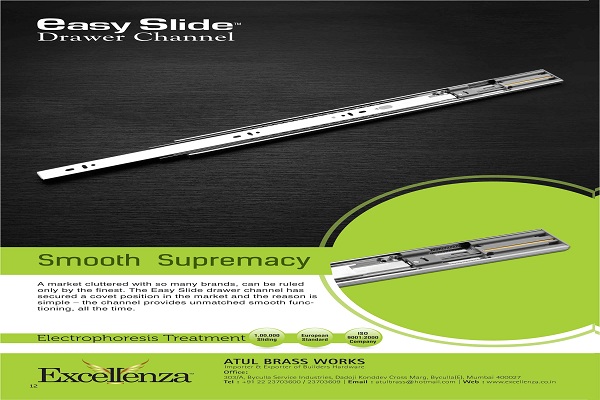 easy Slide™
Drawer Channel
Smooth Supremacy
A market cluttered with so many brands, can be ruled
only by the finest. The Easy Slide drawer channel has
secured a covet position in the market and the reason is
simple – the channel provides unmatched smooth func-
tioning, all the time.
Electrophoresis Treatment
1,00,000
Sliding
European
Standard
ISO
9001:2000
Company
Excellenza™
ATUL BRASS WORKS
Importer & Exporter of Builders Hardware
Office:
303/A, Byculla Service Industries, Dadoji Konddev Cross Marg, Byculla(E), Mumbai 400027
Tel : +91 22 23703600 / 23703609 | Email : atulbrass@hotmail.com | Web : www.excellenza.co.in
12